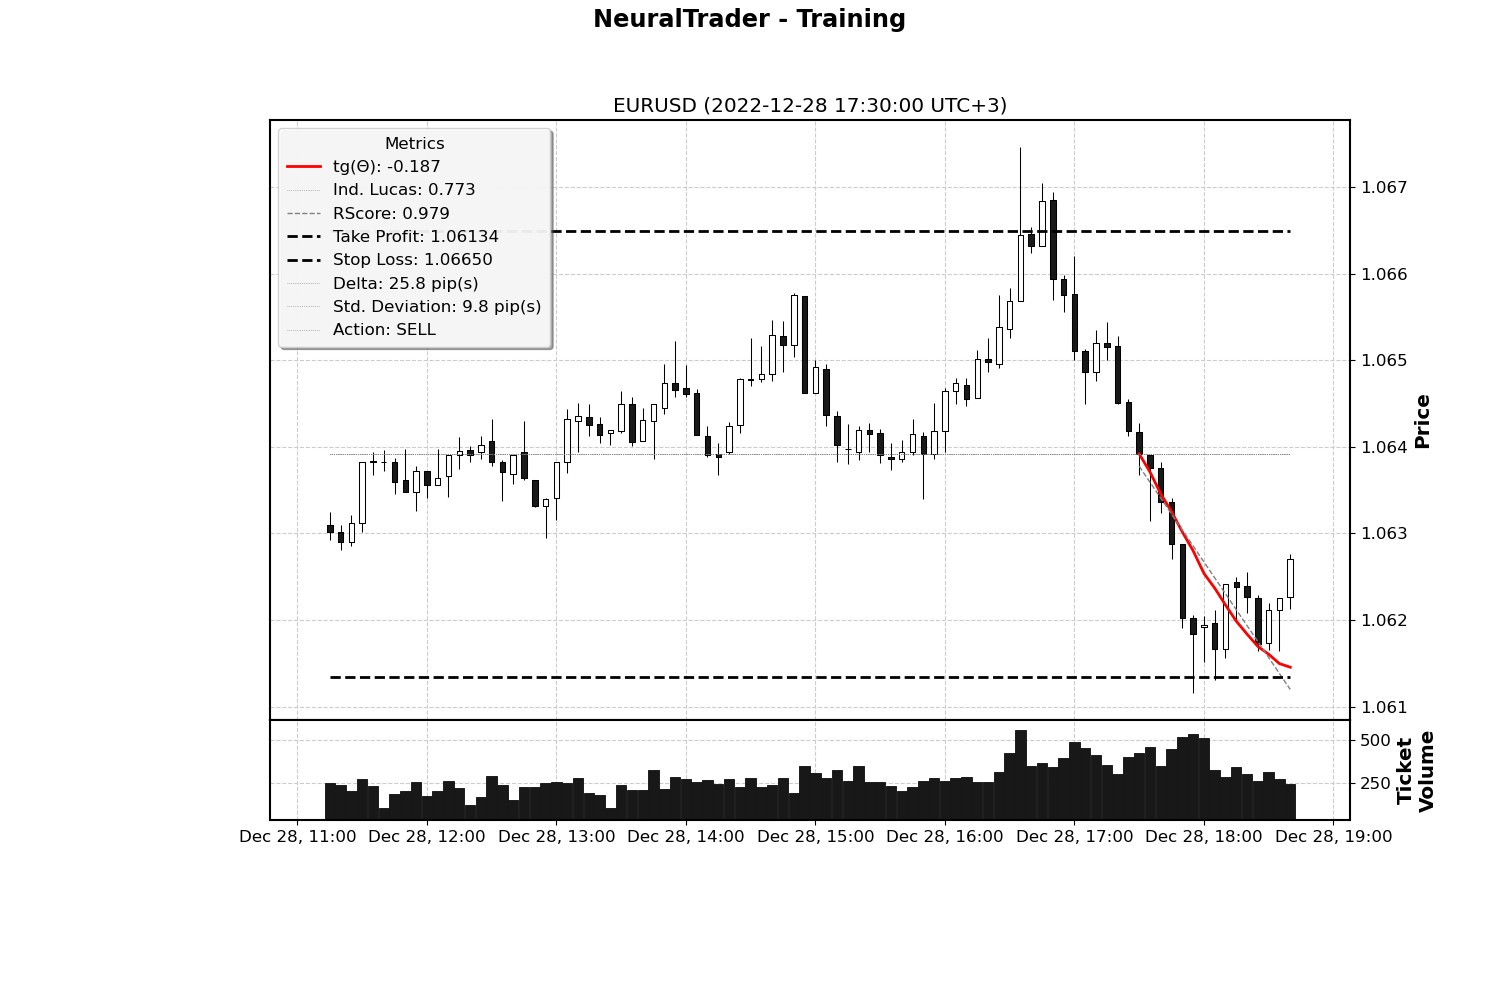 NeuralTrader - Training
EURUSD (2022-12-28 17:30:00 UTC+3)
Metrics
tg(Θ): -0.187
Ind. Lucas: 0.773
RScore: 0.979
Take Profit: 1.06134
Stop Loss: 1.06650
Delta: 25.8 pip(s)
Std. Deviation: 9.8 pip(s)
Action: SELL
1.067
1.066
1.065
1.064
1.063
1.062
1.061
Price
500
250
Ticket
Volume
Dec 28, 11:00 Dec 28, 12:00 Dec 28, 13:00 Dec 28, 14:00 Dec 28, 15:00 Dec 28, 16:00 Dec 28, 17:00 Dec 28, 18:00 Dec 28, 19:00